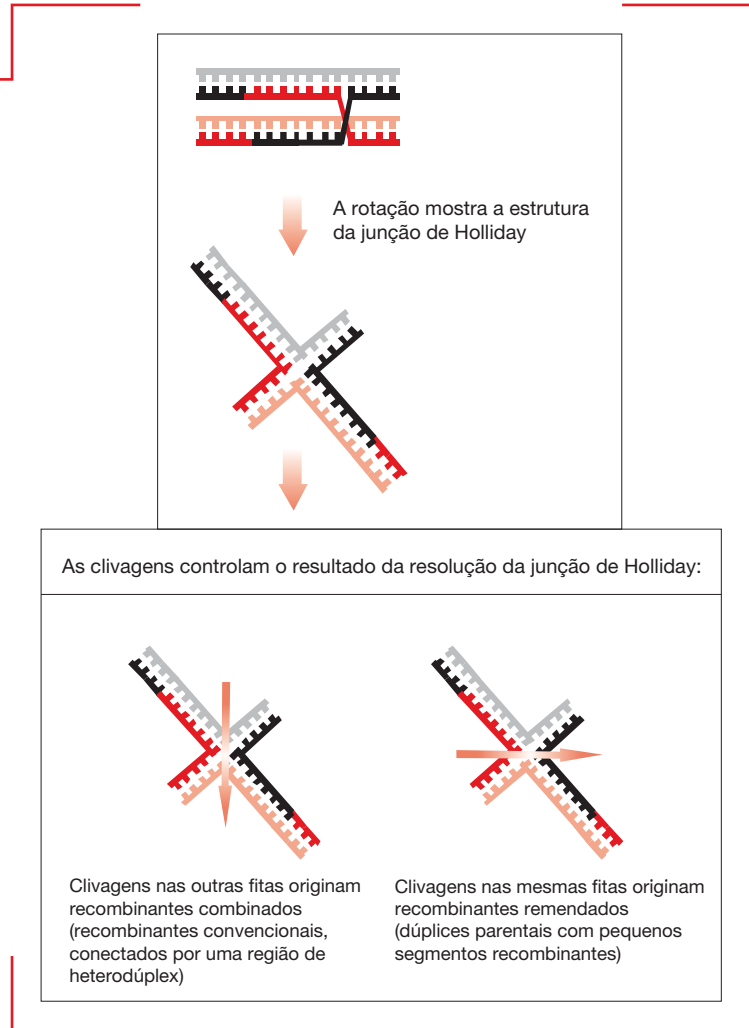 A rotação mostra a estrutura
da junção de Holliday
As clivagens controlam o resultado da resolução da junção de Holliday:
Clivagens nas outras fitas originam
recombinantes combinados
(recombinantes convencionais,
conectados por uma região de
heterodúplex)
Clivagens nas mesmas fitas originam
recombinantes remendados
(dúplices parentais com pequenos
segmentos recombinantes)